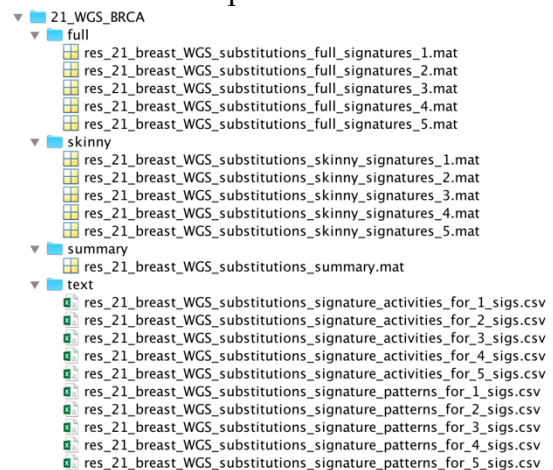 21_WGS_BRCA
full
res_21_breast_WGS_substitutions_full_signatures_1.mat
res_21_breast_WGS_substitutions_full_signatures_2.mat
res_21_breast_WGS_substitutions_full_signatures_3.mat
res_21_breast_WGS_substitutions_full_signatures_4.mat
res_21_breast_WGS_substitutions_full_signatures_5.mat
skinny
res_21_breast_WGS_substitutions_skinny_signatures_1.mat
res_21_breast_WGS_substitutions_skinny_signatures_2.mat
res_21_breast_WGS_substitutions_skinny_signatures_3.mat
res_21_breast_WGS_substitutions_skinny_signatures_4.mat
res_21_breast_WGS_substitutions_skinny_signatures_5.mat
summary
res_21_breast_WGS_substitutions_summary.mat
text
res_21_breast_WGS_substitutions_signature_activities_for_1_sigs.csv
res_21_breast_WGS_substitutions_signature_activities_for_2_sigs.csv
res_21_breast_WGS_substitutions_signature_activities_for_3_sigs.csv
res_21_breast_WGS_substitutions_signature_activities_for_4_sigs.csv
res_21_breast_WGS_substitutions_signature_activities_for_5_sigs.csv
res_21_breast_WGS_substitutions_signature_patterns_for_1_sigs.csv
res_21_breast_WGS_substitutions_signature_patterns_for_2_sigs.csv
res_21_breast_WGS_substitutions_signature_patterns_for_3_sigs.csv
res_21_breast_WGS_substitutions_signature_patterns_for_4_sigs.csv
res_21_breast_WGS_substitutions_signature_patterns_for_5_sigs.csv